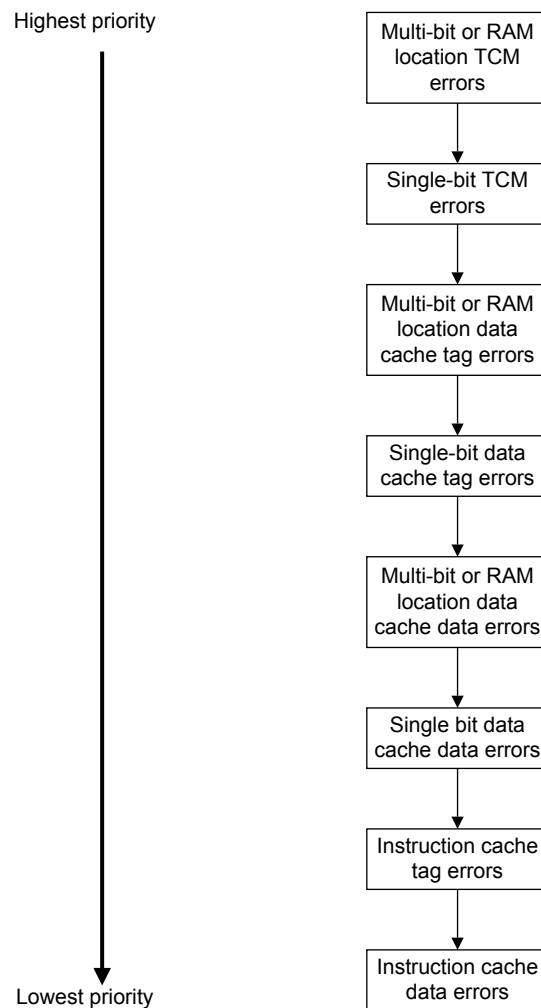 Highest priority
Multi-bit or RAM
location TCM
errors
Single-bit TCM
errors
Multi-bit or RAM
location data
cache tag errors
Single-bit data
cache tag errors
Multi-bit or RAM
location data
cache data errors
Single bit data
cache data errors
Instruction cache
tag errors
Instruction cache
data errors
Lowest priority